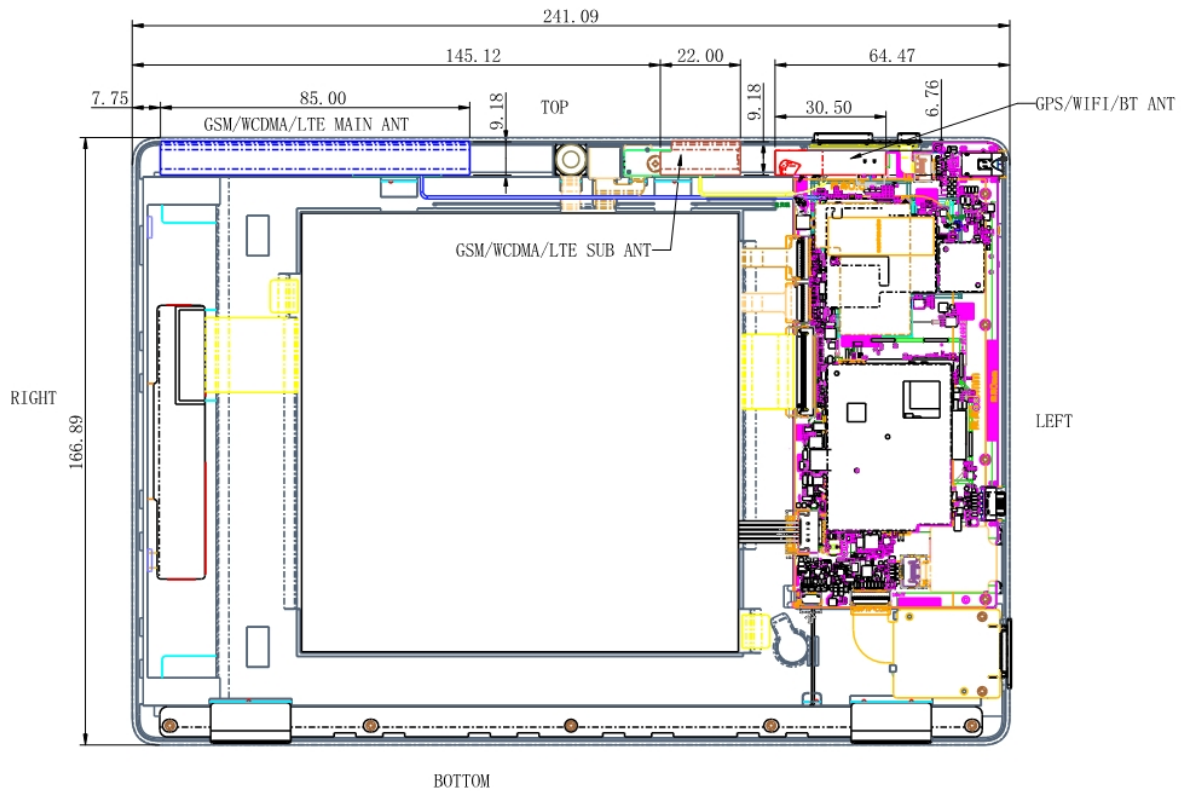 241.09
145.12
22.00
64.47
7.75
85.00
9.18
TOP
9.18
30.50
6.76
GPS/WIFI/BT ANT
GSM/WCDMA/LTE MAIN ANT
GSM/WCDMA/LTE SUB ANT
RIGHT
166.89
LEFT
BOTTOM